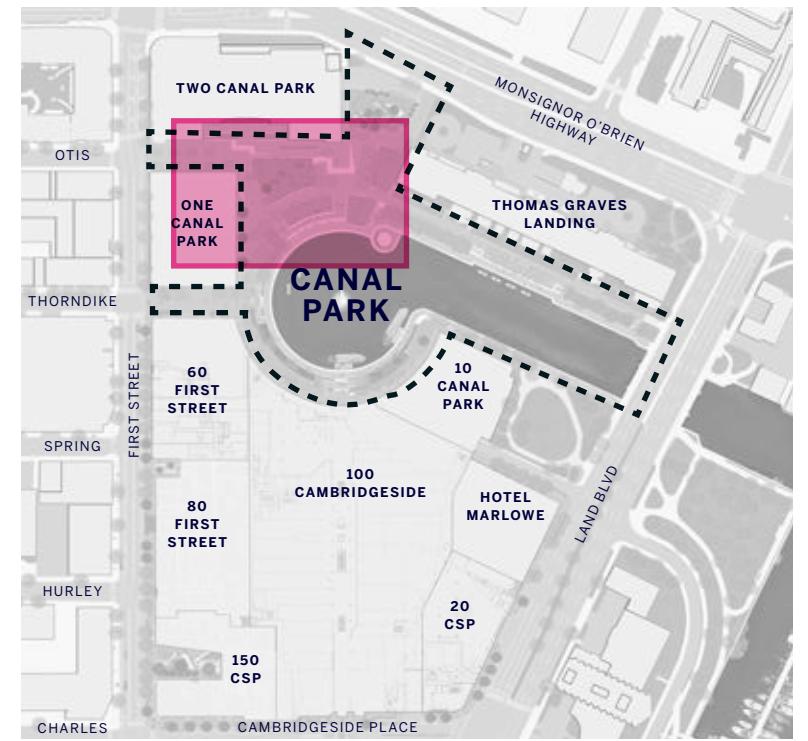 TWO CANAL PARK
MONSIGNOR O'BRIEN
HIGHWAY
OTIS
ONE
CANAL
PARK
THOMAS GRAVES
LANDING
CANAL
PARK
THORNDIKE
FIRST STREET
60
FIRST
STREET
10
CANAL
PARK
SPRING
100
CAMBRIDGESIDE
HOTEL
MARLOWE
LAND BLVD
80
FIRST
STREET
HURLEY
20
CSP
150
CSP
CHARLES
CAMBRIDGESIDE PLACE